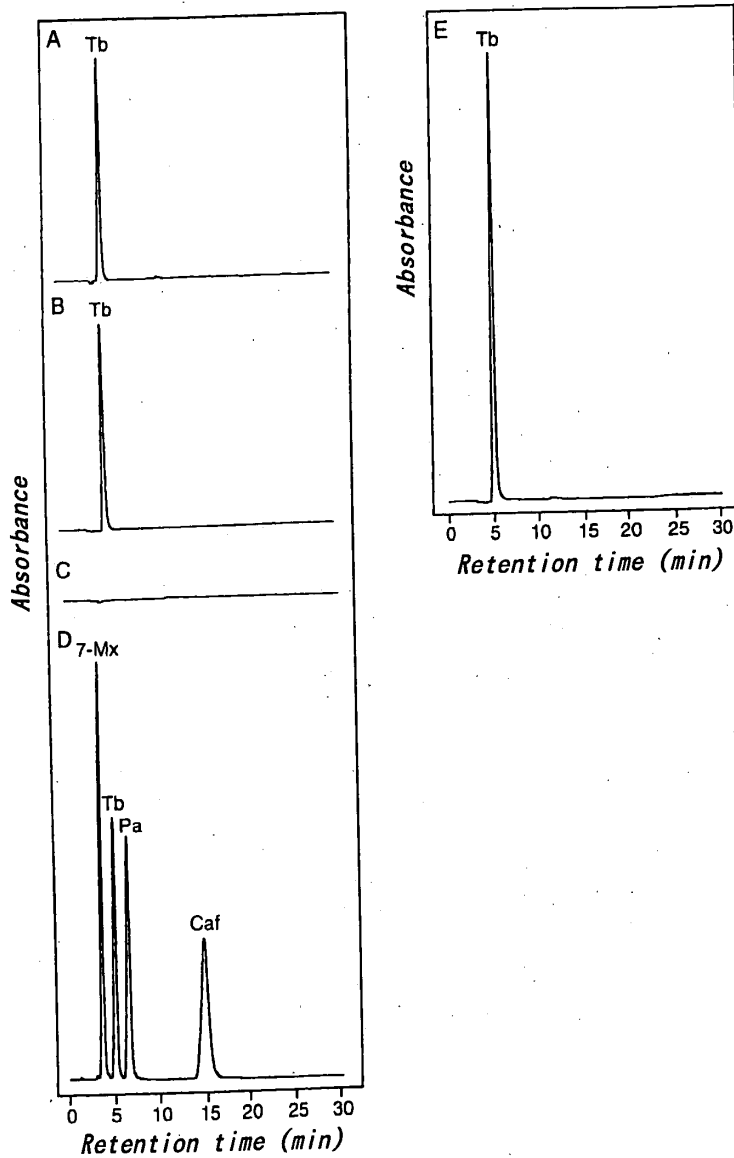 A
Tb
B
Tb
C
D
7-Mx
Tb
Pa
Caf
Absorbance
0 5 10 15 20 25 30
Retention time (min)
E
Tb
Absorbance
0 5 10 15 20 25 30
Retention time (min)